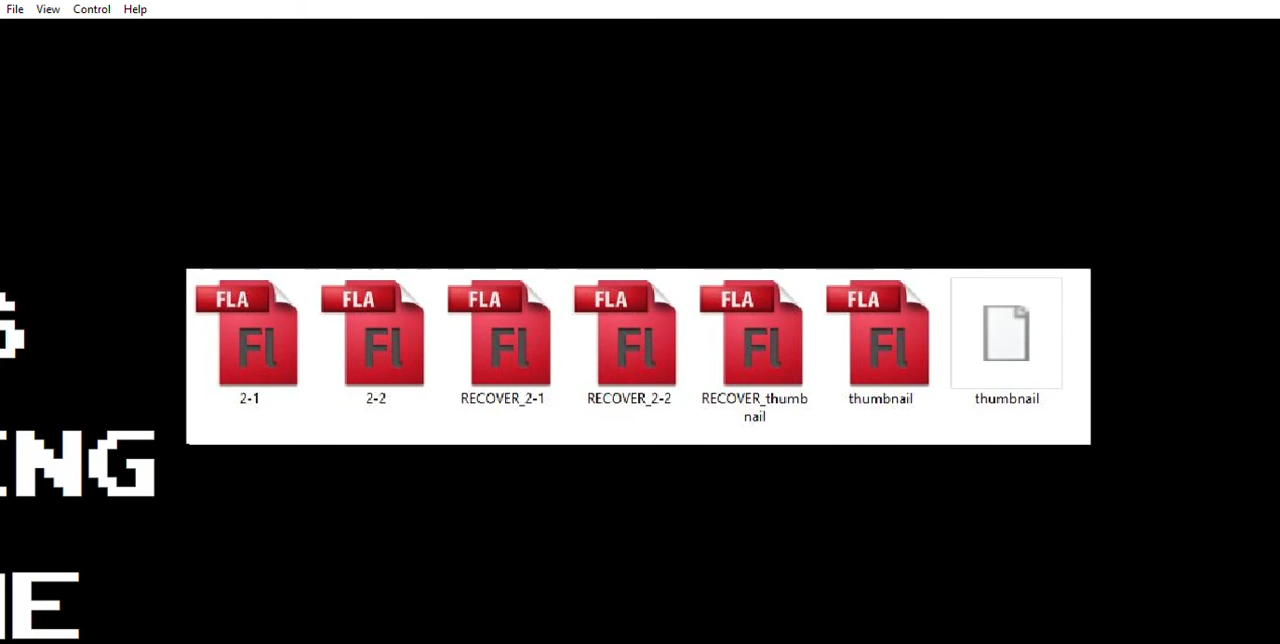 File View Control Help
FLA FLA FLA FLA FLA FLA
Fl Fl Fl Fl Fl Fl
2-1 2-2 RECOVER_2-1 RECOVER_2-2 RECOVER_thumb thumbnail thumbnail
nail